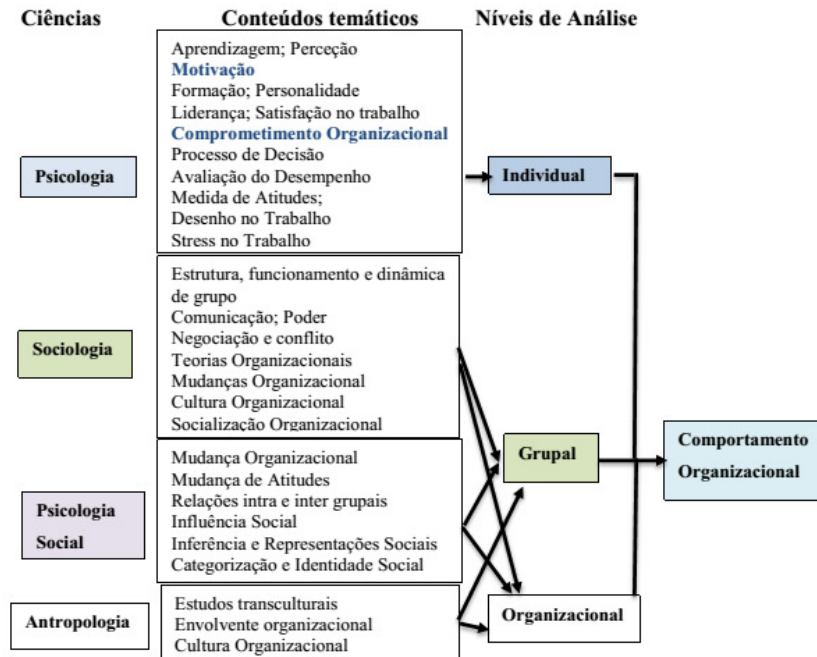 Ciências
Conteúdos temáticos
Níveis de Análise
Psicologia
Aprendizagem; Perceção
Motivação
Formação; Personalidade
Liderança; Satisfação no trabalho
Comprometimento Organizacional
Processo de Decisão
Avaliação do Desempenho
Medida de Atitudes;
Desenho no Trabalho
Stress no Trabalho
Individual
Sociologia
Estrutura, funcionamento e dinâmica
de grupo
Comunicação; Poder
Negociação e conflito
Teorias Organizacionais
Mudanças Organizacional
Cultura Organizacional
Socialização Organizacional
Grupal
Comportamento
Organizacional
Psicologia
Social
Mudança Organizacional
Mudança de Atitudes
Relações intra e inter grupais
Influência Social
Inferência e Representações Sociais
Categorização e Identidade Social
Antropologia
Estudos transculturais
Envolvente organizacional
Cultura Organizacional
Organizacional